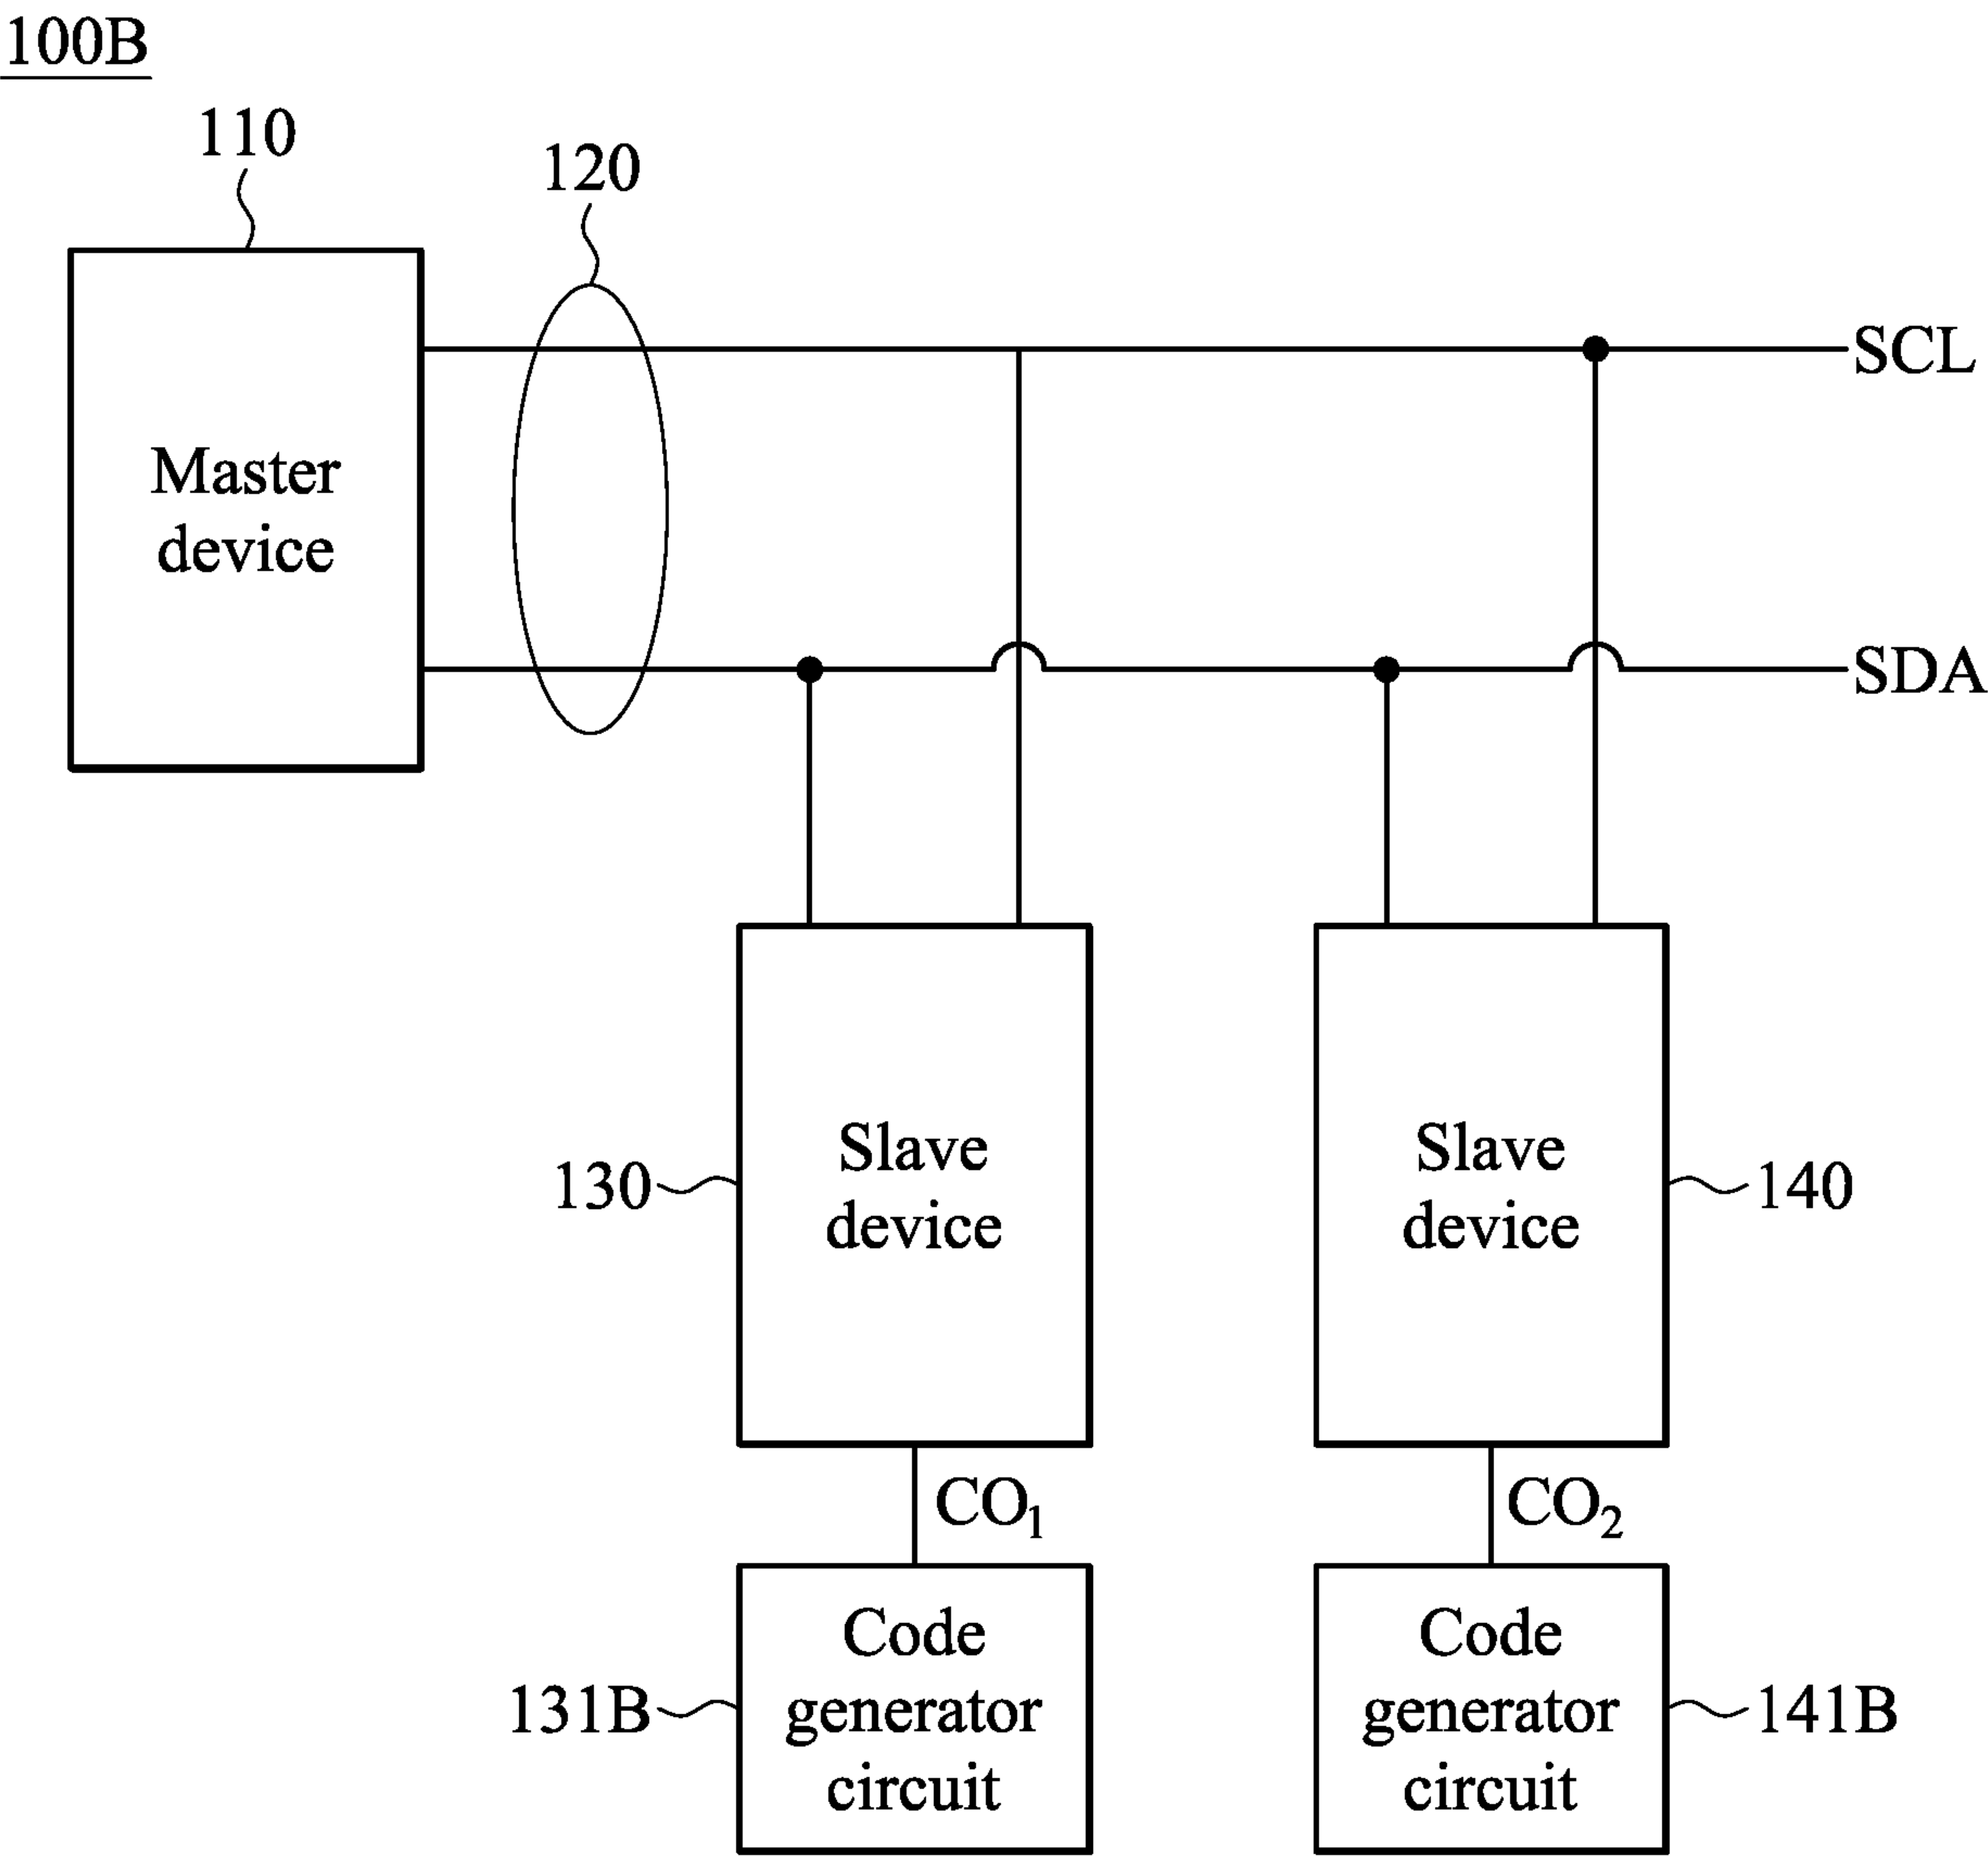 100B
110
120
SCL
Master
device
SDA
Slave
device
130
Slave
device
140
CO1
CO2
Code
generator
circuit
131B
Code
generator
circuit
141B